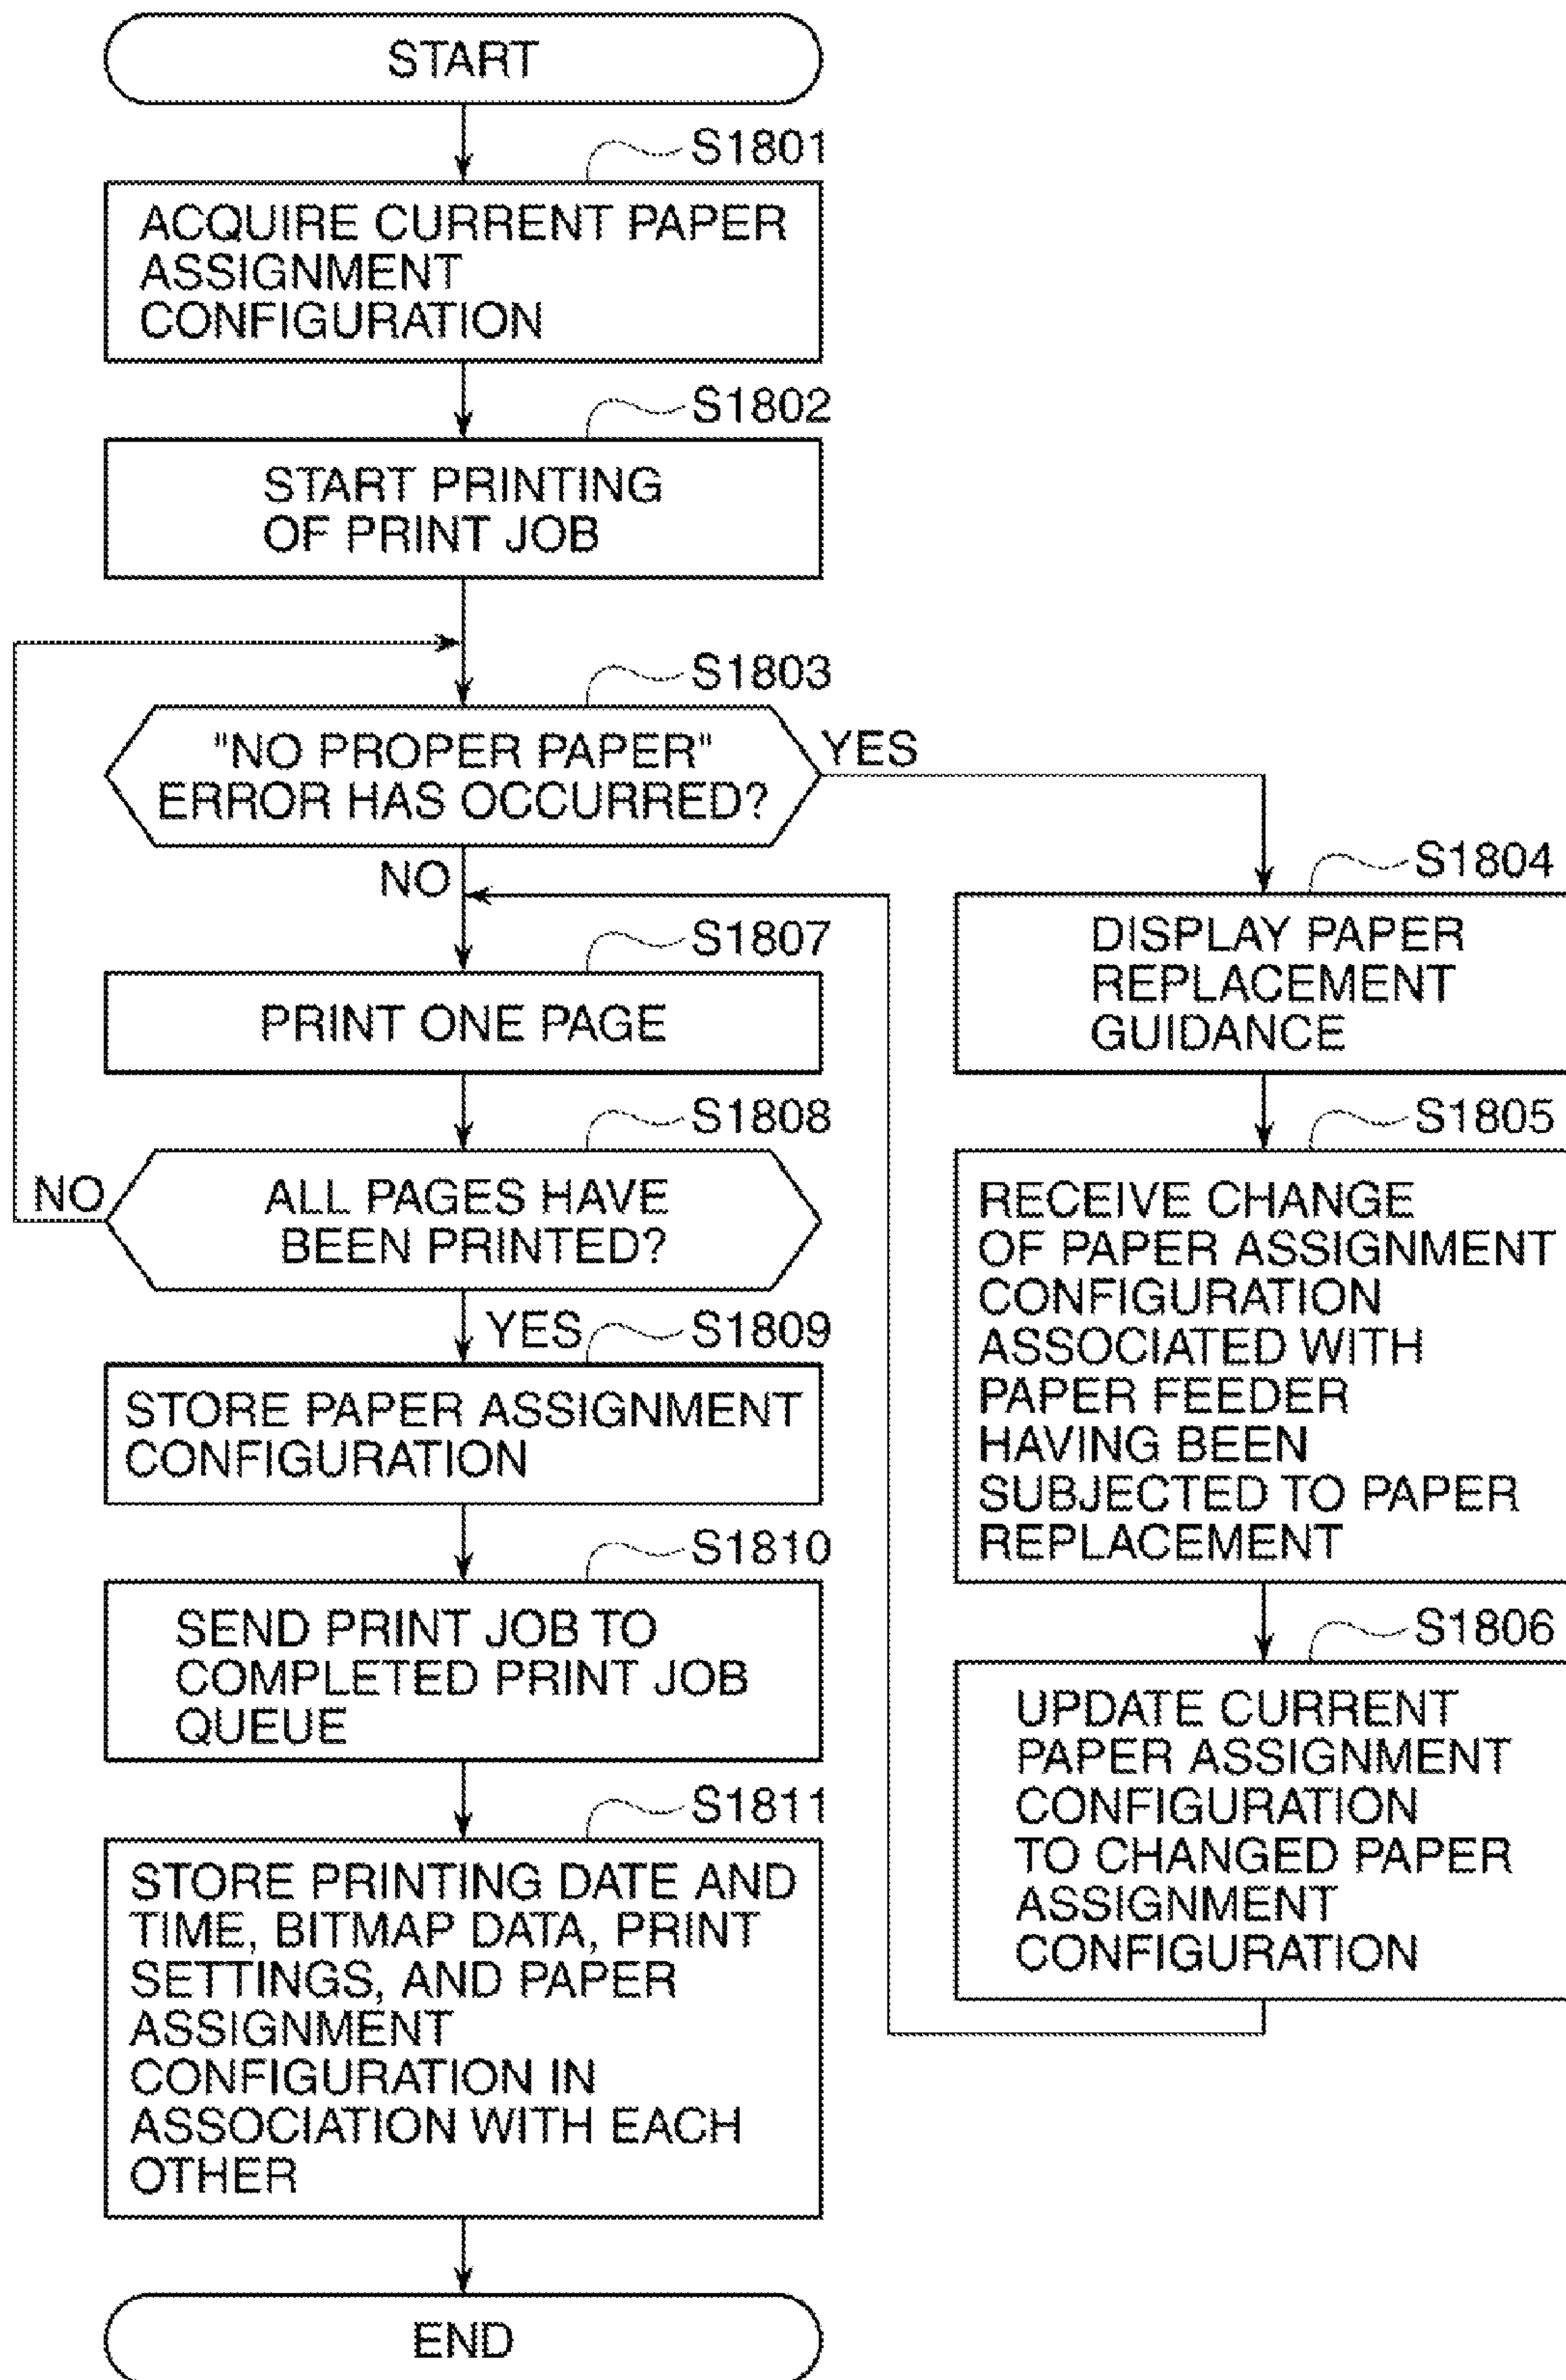 START
S1801
ACQUIRE CURRENT PAPER
ASSIGNMENT
CONFIGURATION
S1802
START PRINTING
OF PRINT JOB
S1803
"NO PROPER PAPER"
ERROR HAS OCCURRED?
YES
NO
S1804
DISPLAY PAPER
REPLACEMENT
GUIDANCE
S1805
RECEIVE CHANGE
OF PAPER ASSIGNMENT
CONFIGURATION
ASSOCIATED WITH
PAPER FEEDER
HAVING BEEN
SUBJECTED TO PAPER
REPLACEMENT
S1806
UPDATE CURRENT
PAPER ASSIGNMENT
CONFIGURATION
TO CHANGED PAPER
ASSIGNMENT
CONFIGURATION
S1807
PRINT ONE PAGE
S1808
ALL PAGES HAVE
BEEN PRINTED?
NO
YES
S1809
STORE PAPER ASSIGNMENT
CONFIGURATION
S1810
SEND PRINT JOB TO
COMPLETED PRINT JOB
QUEUE
S1811
STORE PRINTING DATE AND
TIME, BITMAP DATA, PRINT
SETTINGS, AND PAPER
ASSIGNMENT
CONFIGURATION IN
ASSOCIATION WITH EACH
OTHER
END